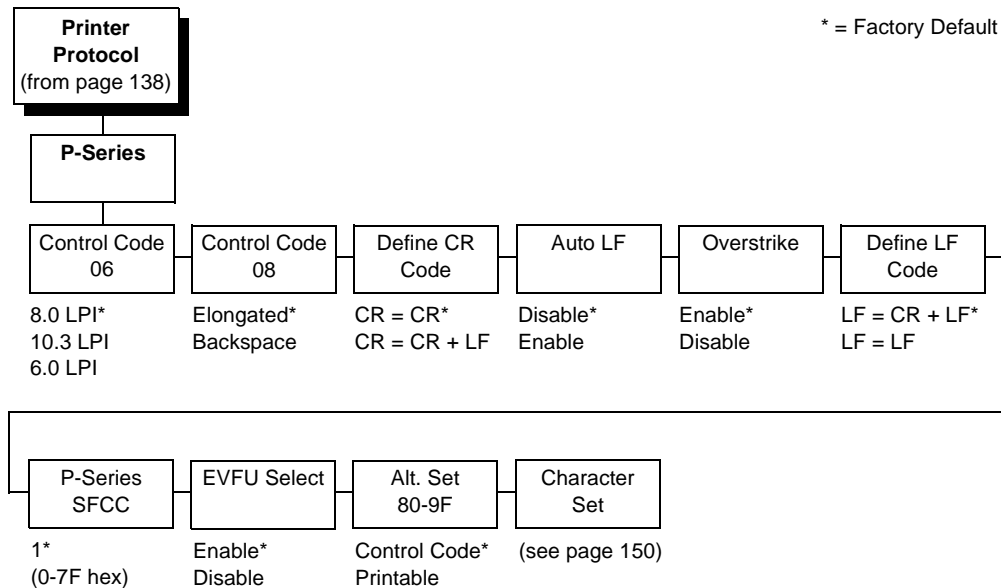 Printer
Protocol
(from page 138)
* = Factory Default
P-Series
Control Code
06
8.0 LPI*
10.3 LPI
6.0 LPI
Control Code
08
Elongated*
Backspace
Define CR
Code
CR = CR*
CR = CR + LF
Auto LF
Disable*
Enable
Overstrike
Enable*
Disable
Define LF
Code
LF = CR + LF*
LF = LF
P-Series
SFCC
1*
(0-7F hex)
EVFU Select
Enable*
Disable
Alt. Set
80-9F
Control Code*
Printable
Character
Set
(see page 150)